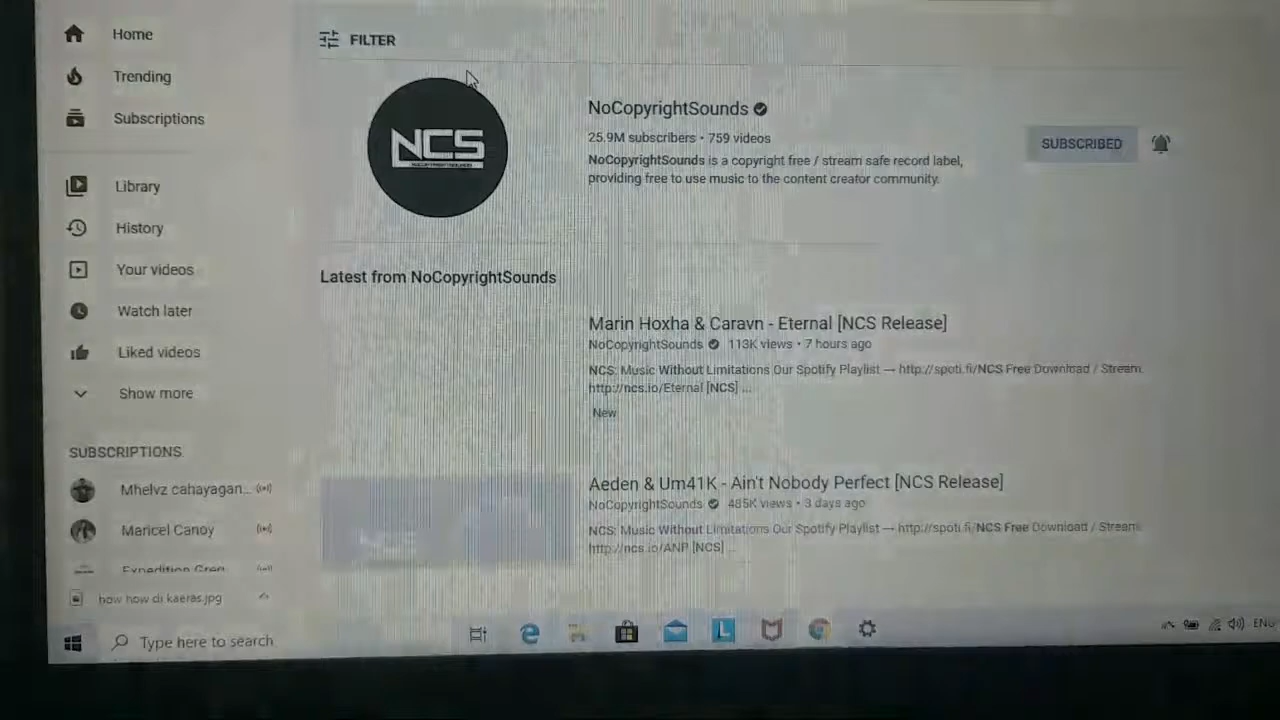 Home
Trending
Subscriptions
Library
History
Your videos
Watch later
Liked videos
Show more
SUBSCRIPTIONS
Mhelvz cahayagan...
Maricel Canoy
how how di kaeras.jpg
Type here to search
FILTER
NCS
NoCopyrightSounds
25.9M subscribers • 759 videos
NoCopyrightSounds is a copyright free / stream safe record label,
providing free to use music to the content creator community.
SUBSCRIBED
Latest from NoCopyrightSounds
Marin Hoxha & Caravn - Eternal [NCS Release]
NoCopyrightSounds 113K views • 7 hours ago
NCS: Music Without Limitations Our Spotify Playlist — http://spoti.fi/NCS Free Download / Stream:
http://ncs.io/Eternal [NCS] ...
New
Aeden & Um41K - Ain't Nobody Perfect [NCS Release]
NoCopyrightSounds 485K views • 3 days ago
NCS: Music Without Limitations Our Spotify Playlist — http://spoti.fi/NCS Free Download / Stream:
http://ncs.io/ANP [NCS] ...
ENG